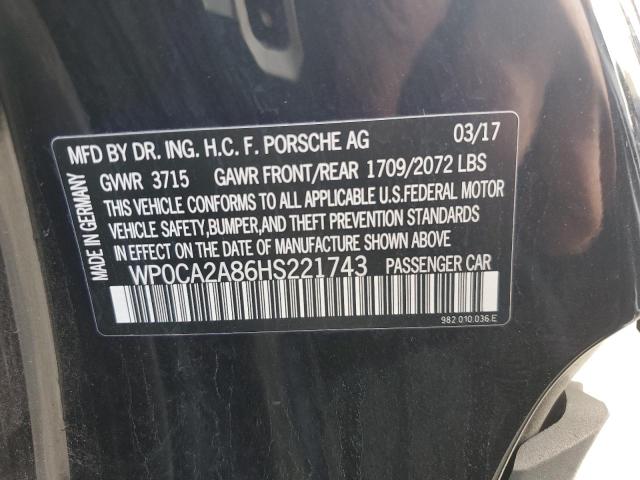 MFD BY DR. ING. H.C. F. PORSCHE AG 03/17
GVWR 3715 GAWR FRONT/REAR 1709/2072 LBS
THIS VEHICLE CONFORMS TO ALL APPLICABLE U.S.FEDERAL MOTOR
VEHICLE SAFETY,BUMPER,AND THEFT PREVENTION STANDARDS
IN EFFECT ON THE DATE OF MANUFACTURE SHOWN ABOVE
WP0CA2A86HS221743 PASSENGER CAR
982 010.036.E
MADE IN GERMANY